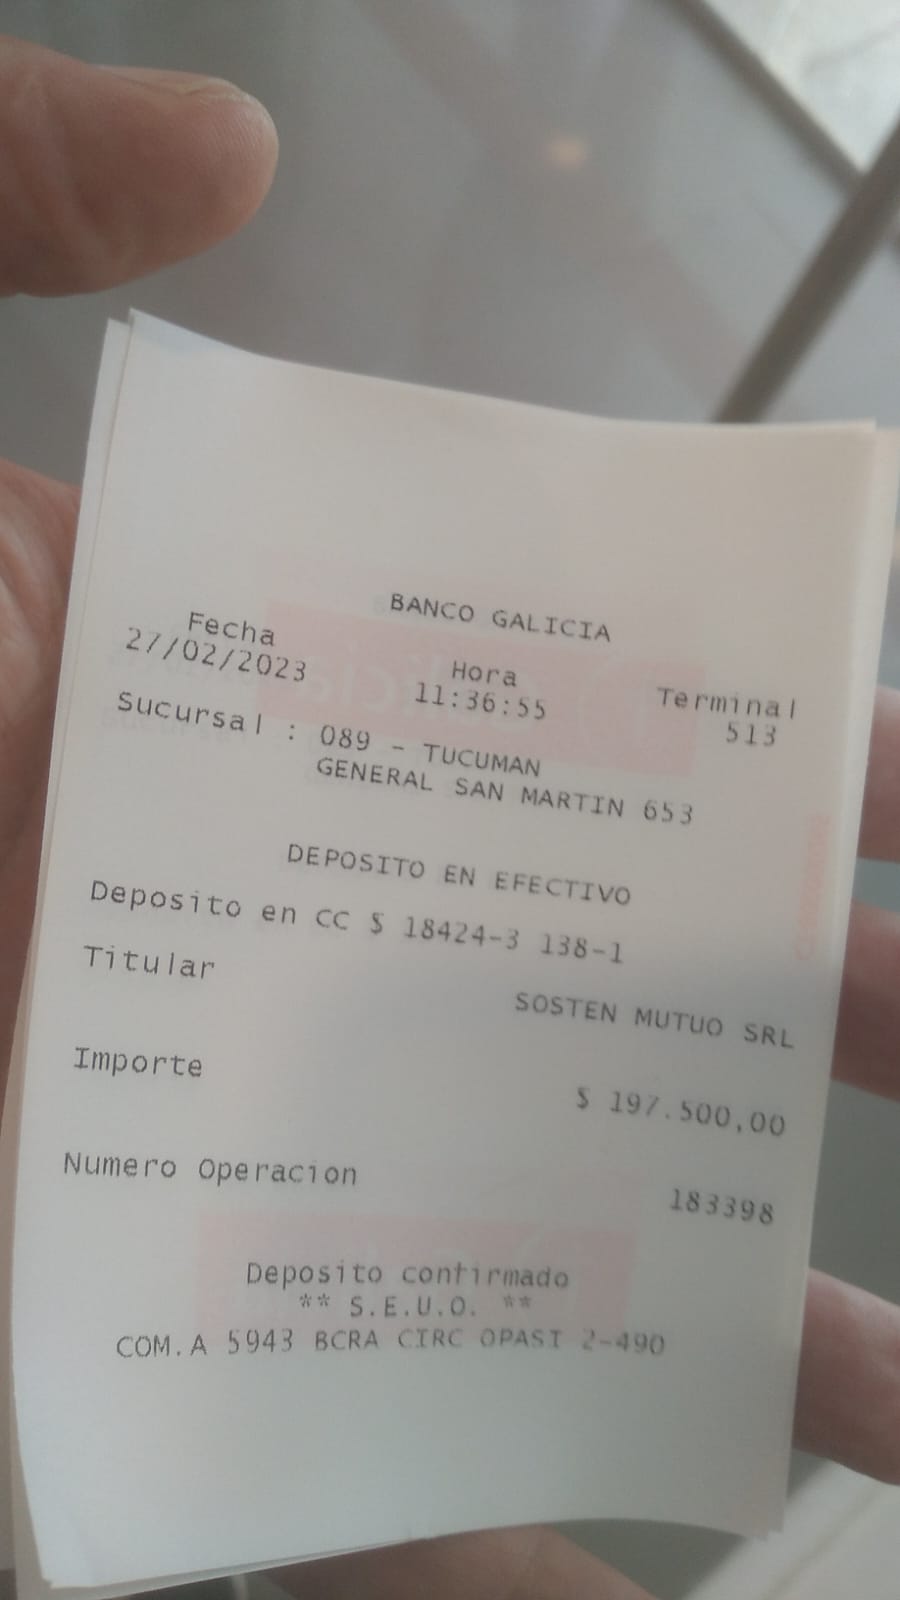 BANCO GALICIA
Fecha Hora Terminal
27/02/2023 11:36:55 513
Sucursal : 089 - TUCUMAN
GENERAL SAN MARTIN 653
DEPOSITO EN EFECTIVO
Deposito en CC $ 18424-3 138-1
Titular SOSTEN MUTUO SRL
Importe $ 197.500,00
Numero Operacion 183398
Deposito confirmado
** S.E.U.O. **
COM.A 5943 BCRA CIRC OPASI 2-490